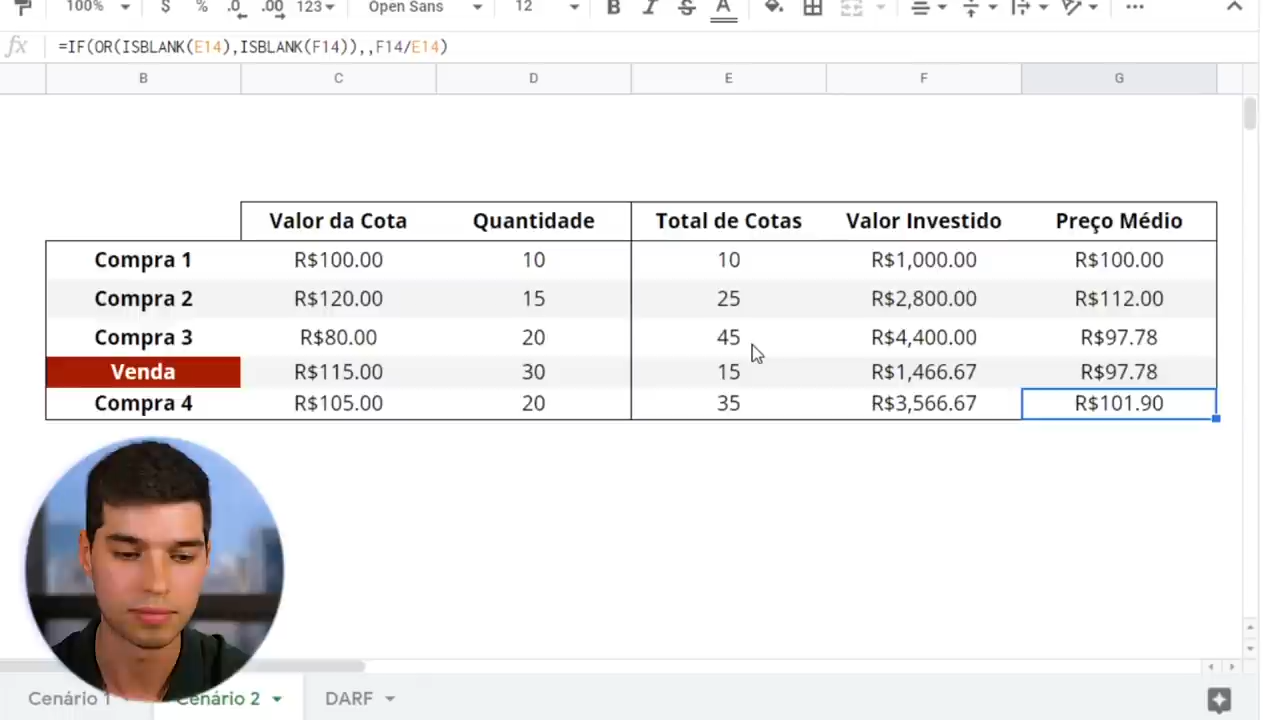 100% $ % .0 .00 123 Open Sans 12 B I S A
fx =IF(OR(ISBLANK(E14),ISBLANK(F14)),,F14/E14)
B C D E F G
Valor da Cota Quantidade Total de Cotas Valor Investido Preço Médio
Compra 1 R$100.00 10 10 R$1,000.00 R$100.00
Compra 2 R$120.00 15 25 R$2,800.00 R$112.00
Compra 3 R$80.00 20 45 R$4,400.00 R$97.78
Venda R$115.00 30 15 R$1,466.67 R$97.78
Compra 4 R$105.00 20 35 R$3,566.67 R$101.90
Cenário 1 Cenário 2 DARF